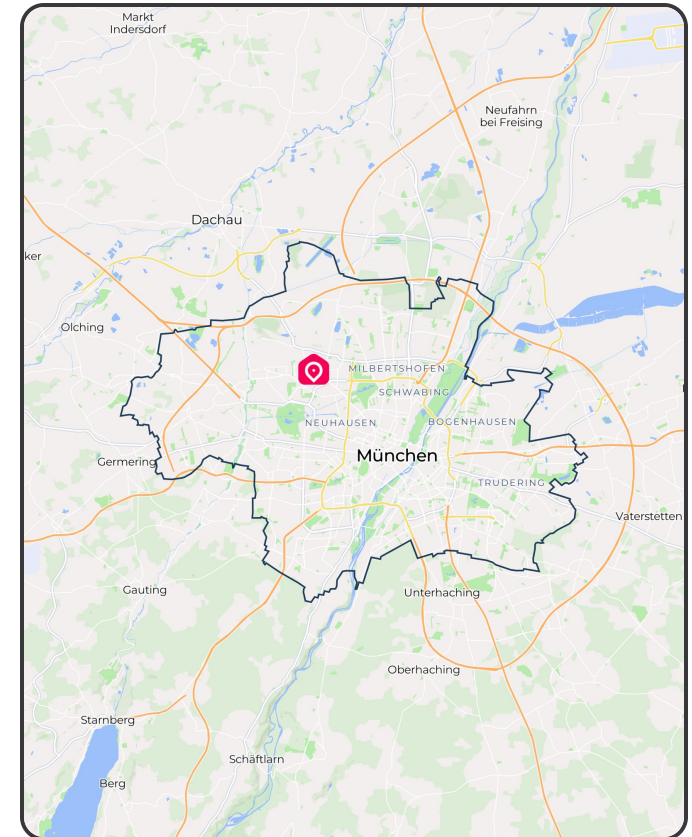 Markt
Indersdorf
Neufahrn
bei Freising
Dachau
ker
Olching
MILBERTSHOFEN
SCHWABING
NEUHAUSEN
BOGENHAUSEN
München
Germering
TRUDERING
Vaterstetten
Gauting
Unterhaching
Oberhaching
Starnberg
Schäftlarn
Berg